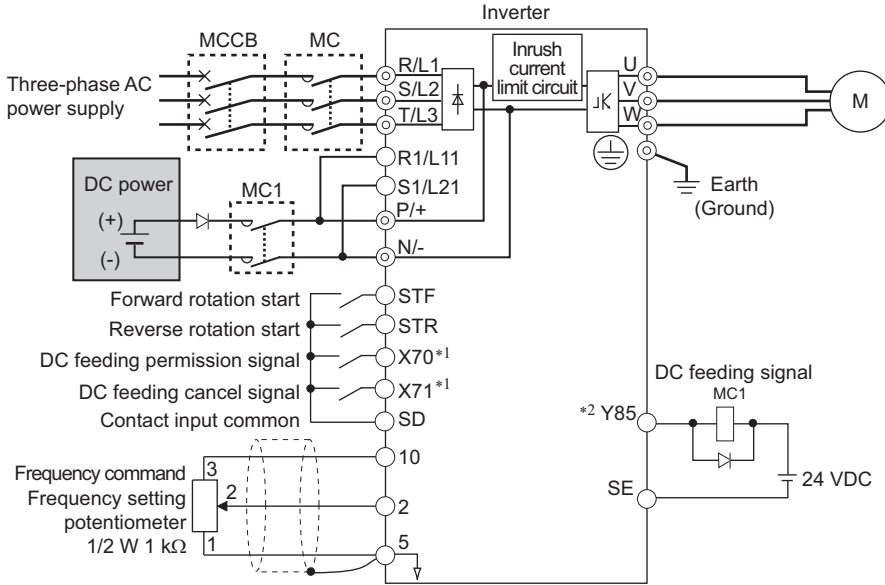 Inverter
MCCB
MC
Three-phase AC
power supply
R/L1
S/L2
T/L3
Inrush
current
limit circuit
U
V
W
M
Earth
(Ground)
R1/L11
S1/L21
DC power
(+)
(-)
MC1
P/+
N/-
Forward rotation start
STF
Reverse rotation start
STR
DC feeding permission signal
X70*1
DC feeding cancel signal
X71*1
Contact input common
SD
DC feeding signal
MC1
*2 Y85
24 VDC
SE
Frequency command
Frequency setting
potentiometer
1/2 W 1 kΩ
3
2
1
10
2
5